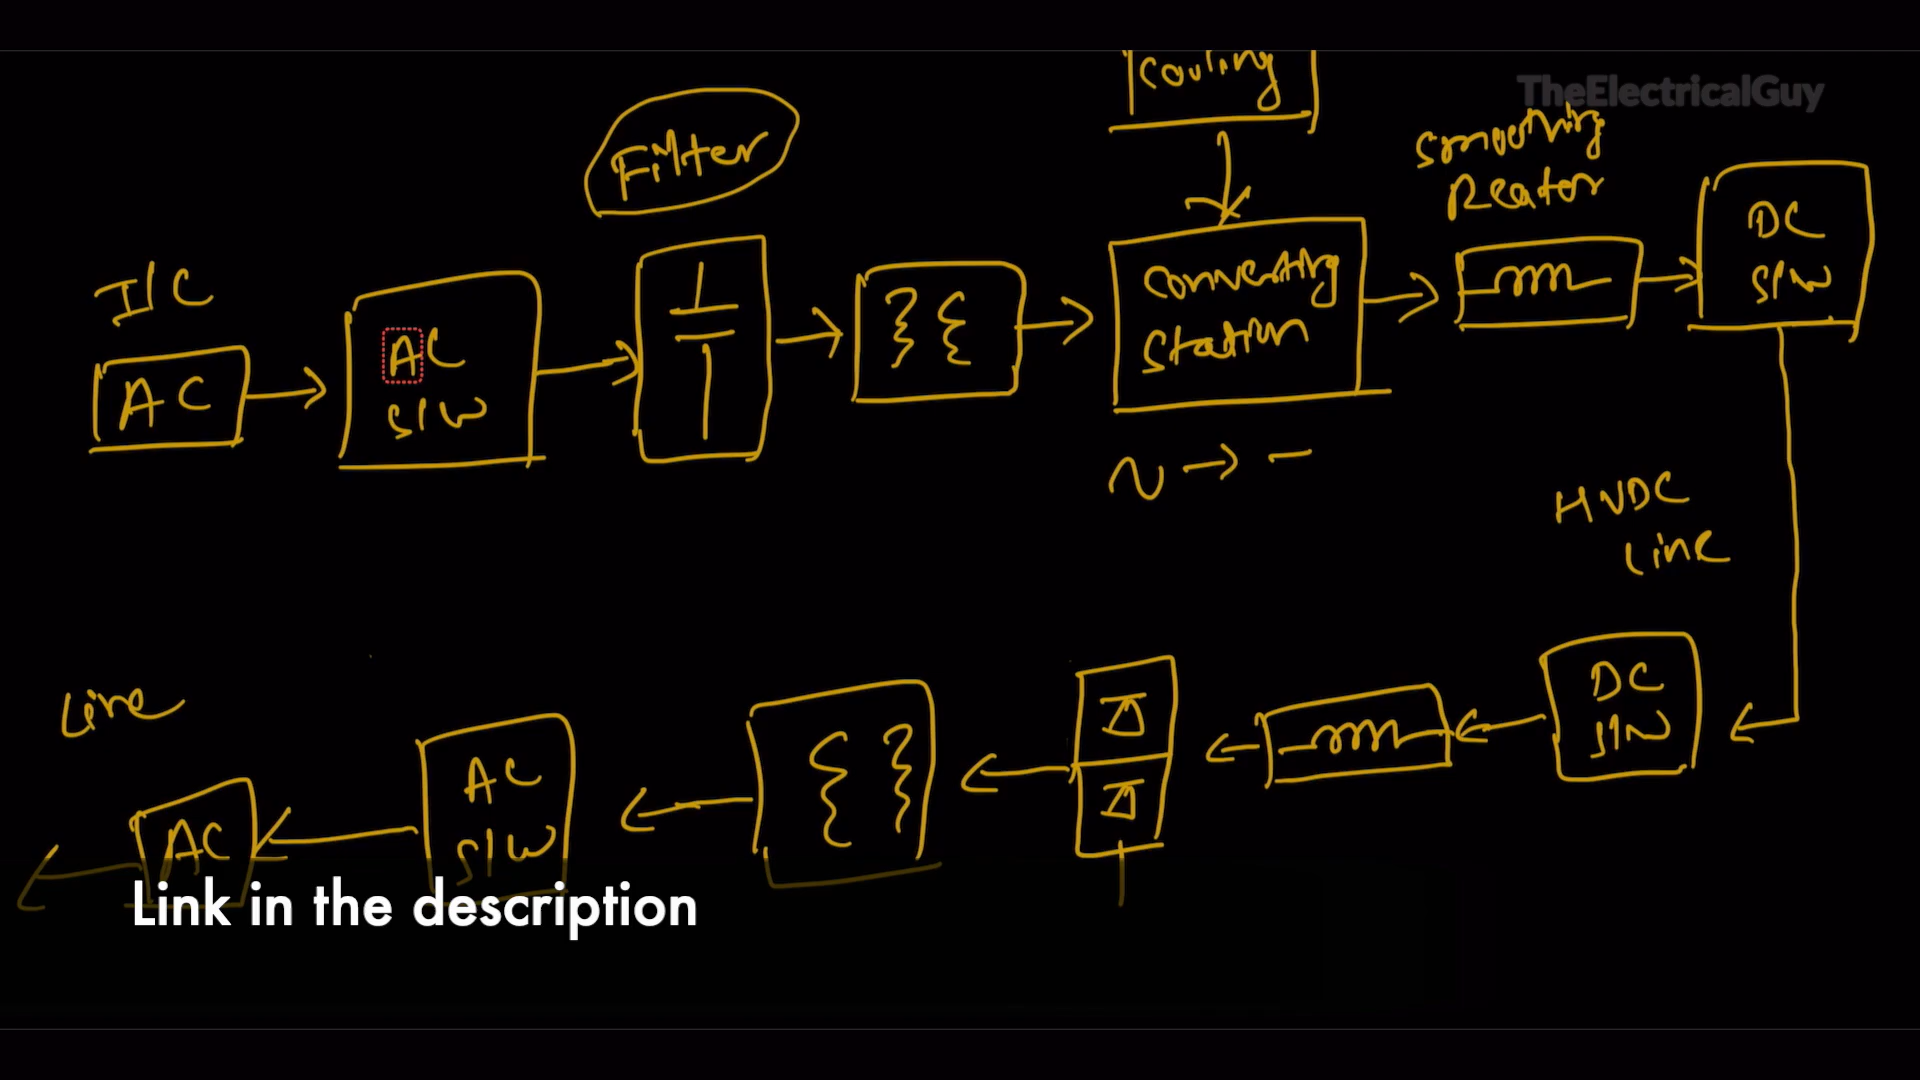 Cooling
TheElectricalGuy
Filter
Smoothing
Reator
I/C
AC
AC
S/W
Converting
Station
DC
S/W
HVDC
Line
Line
AC
AC
S/W
DC
S/W
Link in the description